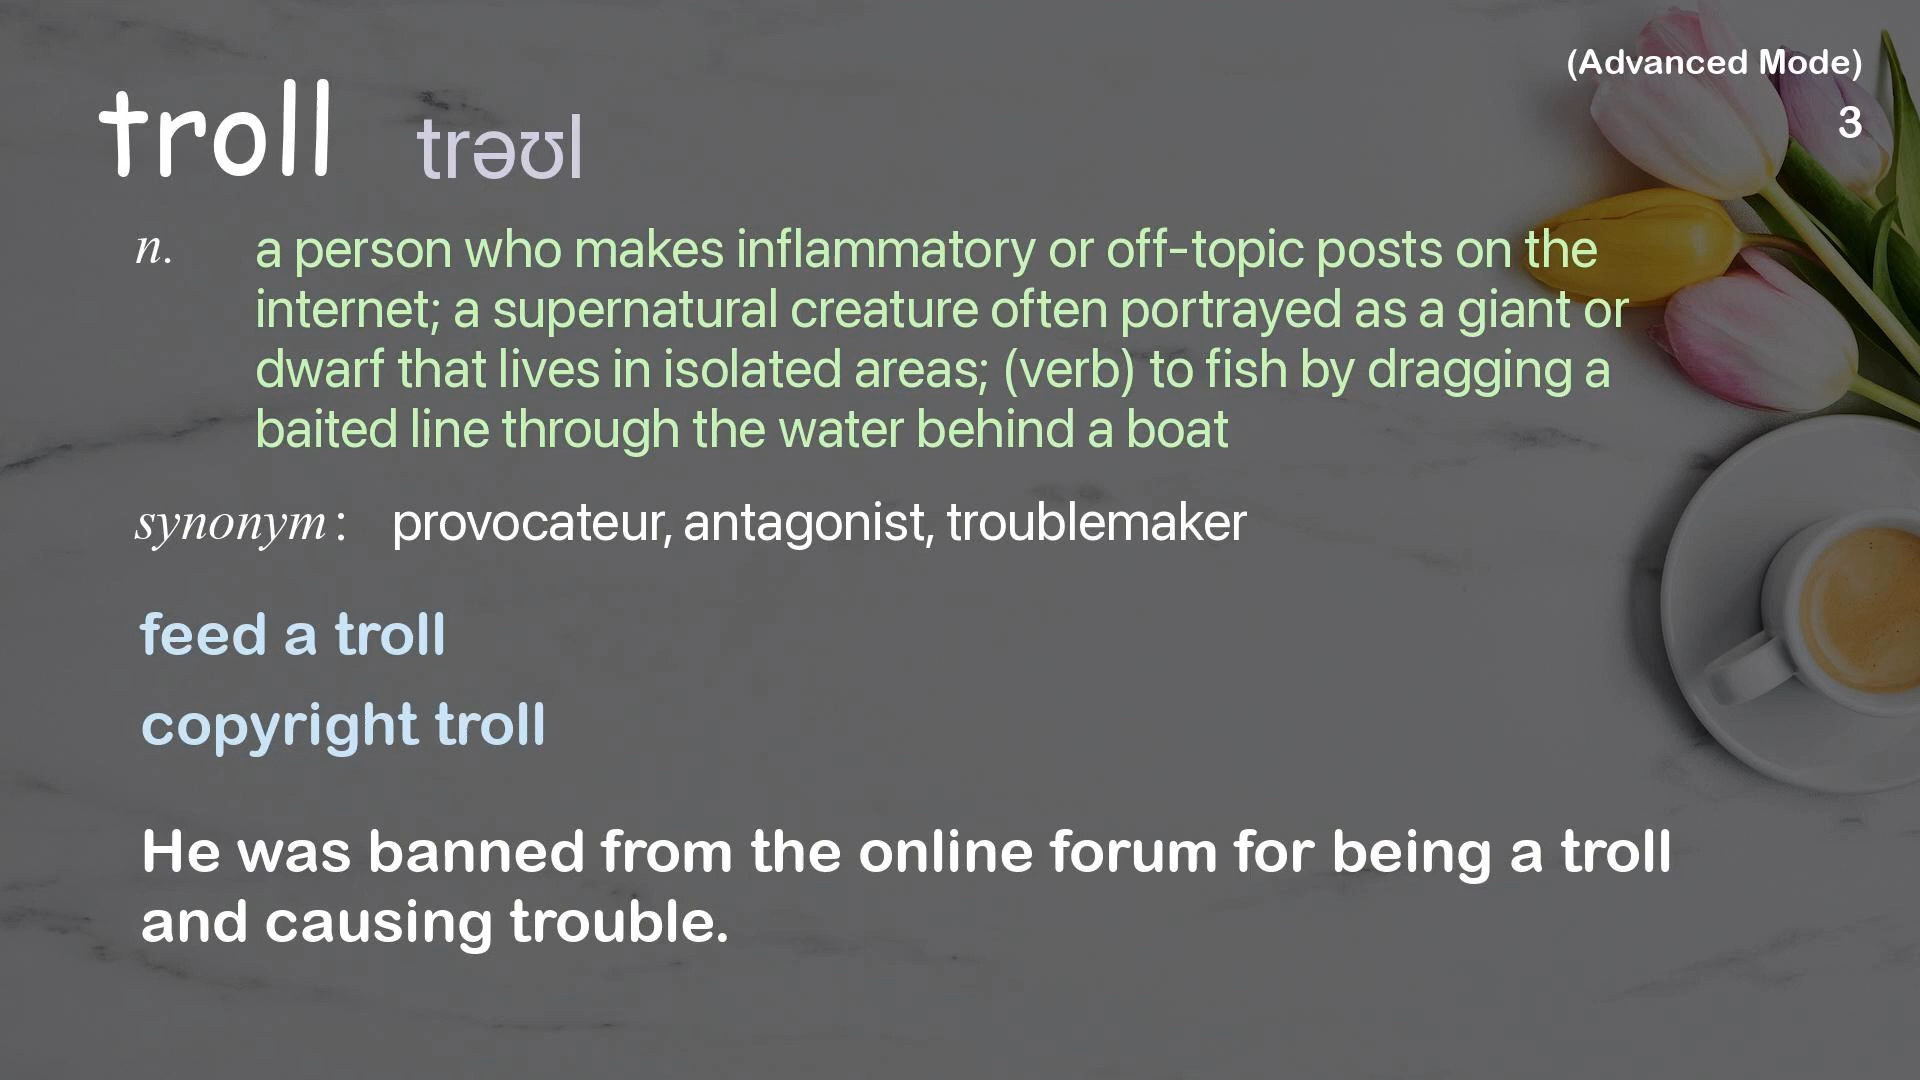 (Advanced Mode)
troll trəʊl
3
n. a person who makes inflammatory or off-topic posts on the
internet; a supernatural creature often portrayed as a giant or
dwarf that lives in isolated areas; (verb) to fish by dragging a
baited line through the water behind a boat
synonym: provocateur, antagonist, troublemaker
feed a troll
copyright troll
He was banned from the online forum for being a troll
and causing trouble.